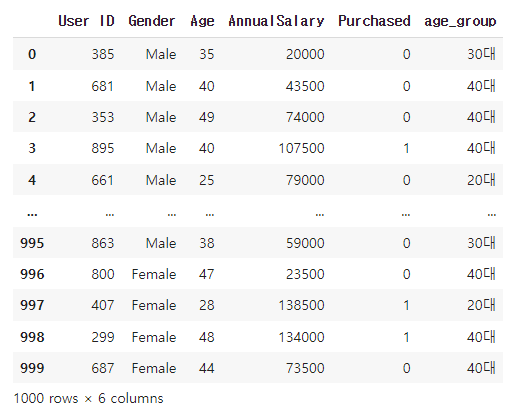 User ID Gender Age AnnualSalary Purchased age_group
0 385 Male 35 20000 0 30대
1 681 Male 40 43500 0 40대
2 353 Male 49 74000 0 40대
3 895 Male 40 107500 1 40대
4 661 Male 25 79000 0 20대
... ... ... ... ... ... ...
995 863 Male 38 59000 0 30대
996 800 Female 47 23500 0 40대
997 407 Female 28 138500 1 20대
998 299 Female 48 134000 1 40대
999 687 Female 44 73500 0 40대
1000 rows × 6 columns